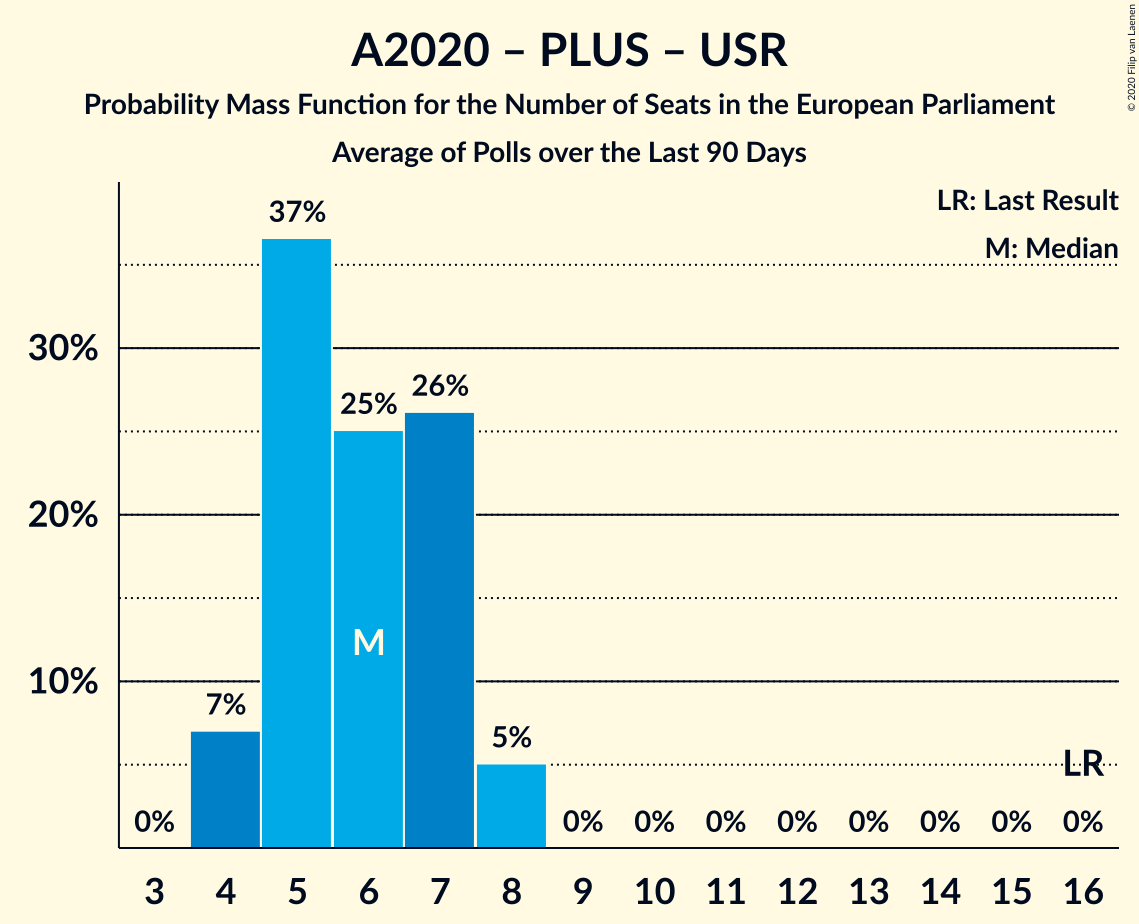 A2020 – PLUS – USR
Probability Mass Function for the Number of Seats in the European Parliament
Average of Polls over the Last 90 Days
© 2020 Filip van Laenen
LR: Last Result
M: Median
37%
30%
26%
25%
20%
M
10%
7%
5%
LR
0%
0% 0% 0% 0% 0% 0% 0% 0%
3 4 5 6 7 8 9 10 11 12 13 14 15 16